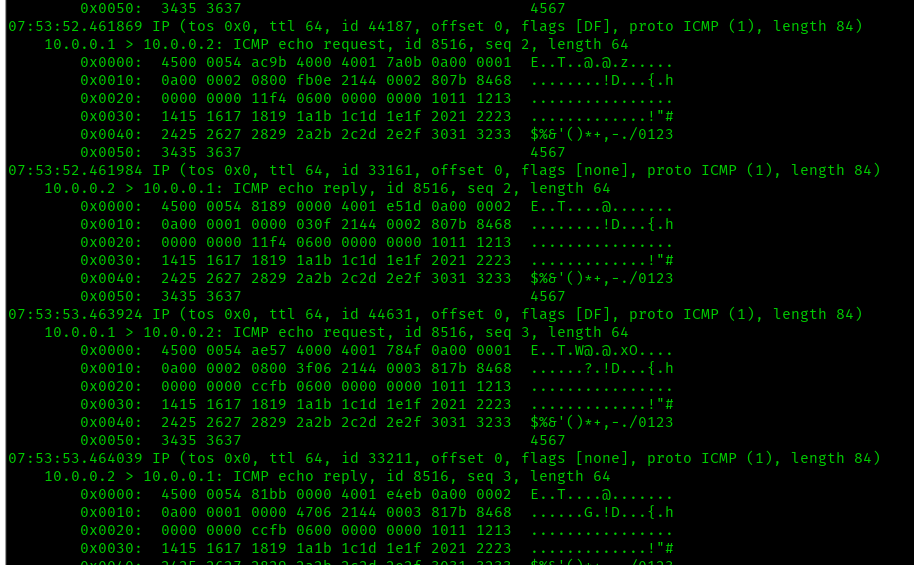 0x0050:  3435 3637                                4567
07:53:52.461869 IP (tos 0x0, ttl 64, id 44187, offset 0, flags [DF], proto ICMP (1), length 84)
    10.0.0.1 > 10.0.0.2: ICMP echo request, id 8516, seq 2, length 64
        0x0000:  4500 0054 ac9b 4000 4001 7a0b 0a00 0001  E..T..@.@.z.....
        0x0010:  0a00 0002 0800 fb0e 2144 0002 807b 8468  ........!D...{.h
        0x0020:  0000 0000 11f4 0600 0000 0000 1011 1213  ................
        0x0030:  1415 1617 1819 1a1b 1c1d 1e1f 2021 2223  .............!"#
        0x0040:  2425 2627 2829 2a2b 2c2d 2e2f 3031 3233  $%&'()*+,-./0123
        0x0050:  3435 3637                                4567
07:53:52.461984 IP (tos 0x0, ttl 64, id 33161, offset 0, flags [none], proto ICMP (1), length 84)
    10.0.0.2 > 10.0.0.1: ICMP echo reply, id 8516, seq 2, length 64
        0x0000:  4500 0054 8189 0000 4001 e51d 0a00 0002  E..T....@.......
        0x0010:  0a00 0001 0000 030f 2144 0002 807b 8468  ........!D...{.h
        0x0020:  0000 0000 11f4 0600 0000 0000 1011 1213  ................
        0x0030:  1415 1617 1819 1a1b 1c1d 1e1f 2021 2223  .............!"#
        0x0040:  2425 2627 2829 2a2b 2c2d 2e2f 3031 3233  $%&'()*+,-./0123
        0x0050:  3435 3637                                4567
07:53:53.463924 IP (tos 0x0, ttl 64, id 44631, offset 0, flags [DF], proto ICMP (1), length 84)
    10.0.0.1 > 10.0.0.2: ICMP echo request, id 8516, seq 3, length 64
        0x0000:  4500 0054 ae57 4000 4001 784f 0a00 0001  E..T.W@.@.xO....
        0x0010:  0a00 0002 0800 3f06 2144 0003 817b 8468  ......?.!D...{.h
        0x0020:  0000 0000 ccfb 0600 0000 0000 1011 1213  ................
        0x0030:  1415 1617 1819 1a1b 1c1d 1e1f 2021 2223  .............!"#
        0x0040:  2425 2627 2829 2a2b 2c2d 2e2f 3031 3233  $%&'()*+,-./0123
        0x0050:  3435 3637                                4567
07:53:53.464039 IP (tos 0x0, ttl 64, id 33211, offset 0, flags [none], proto ICMP (1), length 84)
    10.0.0.2 > 10.0.0.1: ICMP echo reply, id 8516, seq 3, length 64
        0x0000:  4500 0054 81bb 0000 4001 e4eb 0a00 0002  E..T....@.......
        0x0010:  0a00 0001 0000 4706 2144 0003 817b 8468  ......G.!D...{.h
        0x0020:  0000 0000 ccfb 0600 0000 0000 1011 1213  ................
        0x0030:  1415 1617 1819 1a1b 1c1d 1e1f 2021 2223  .............!"#